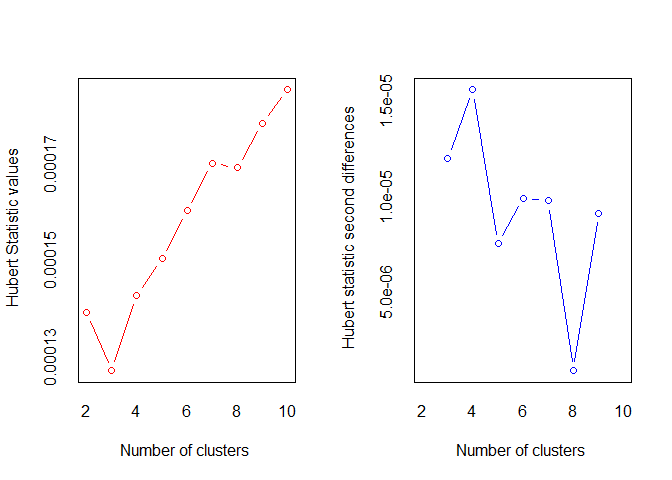 Hubert Statistic values
0.00013 0.00015 0.00017
2 4 6 8 10
Number of clusters
Hubert statistic second differences
5.0e-06 1.0e-05 1.5e-05
2 4 6 8 10
Number of clusters